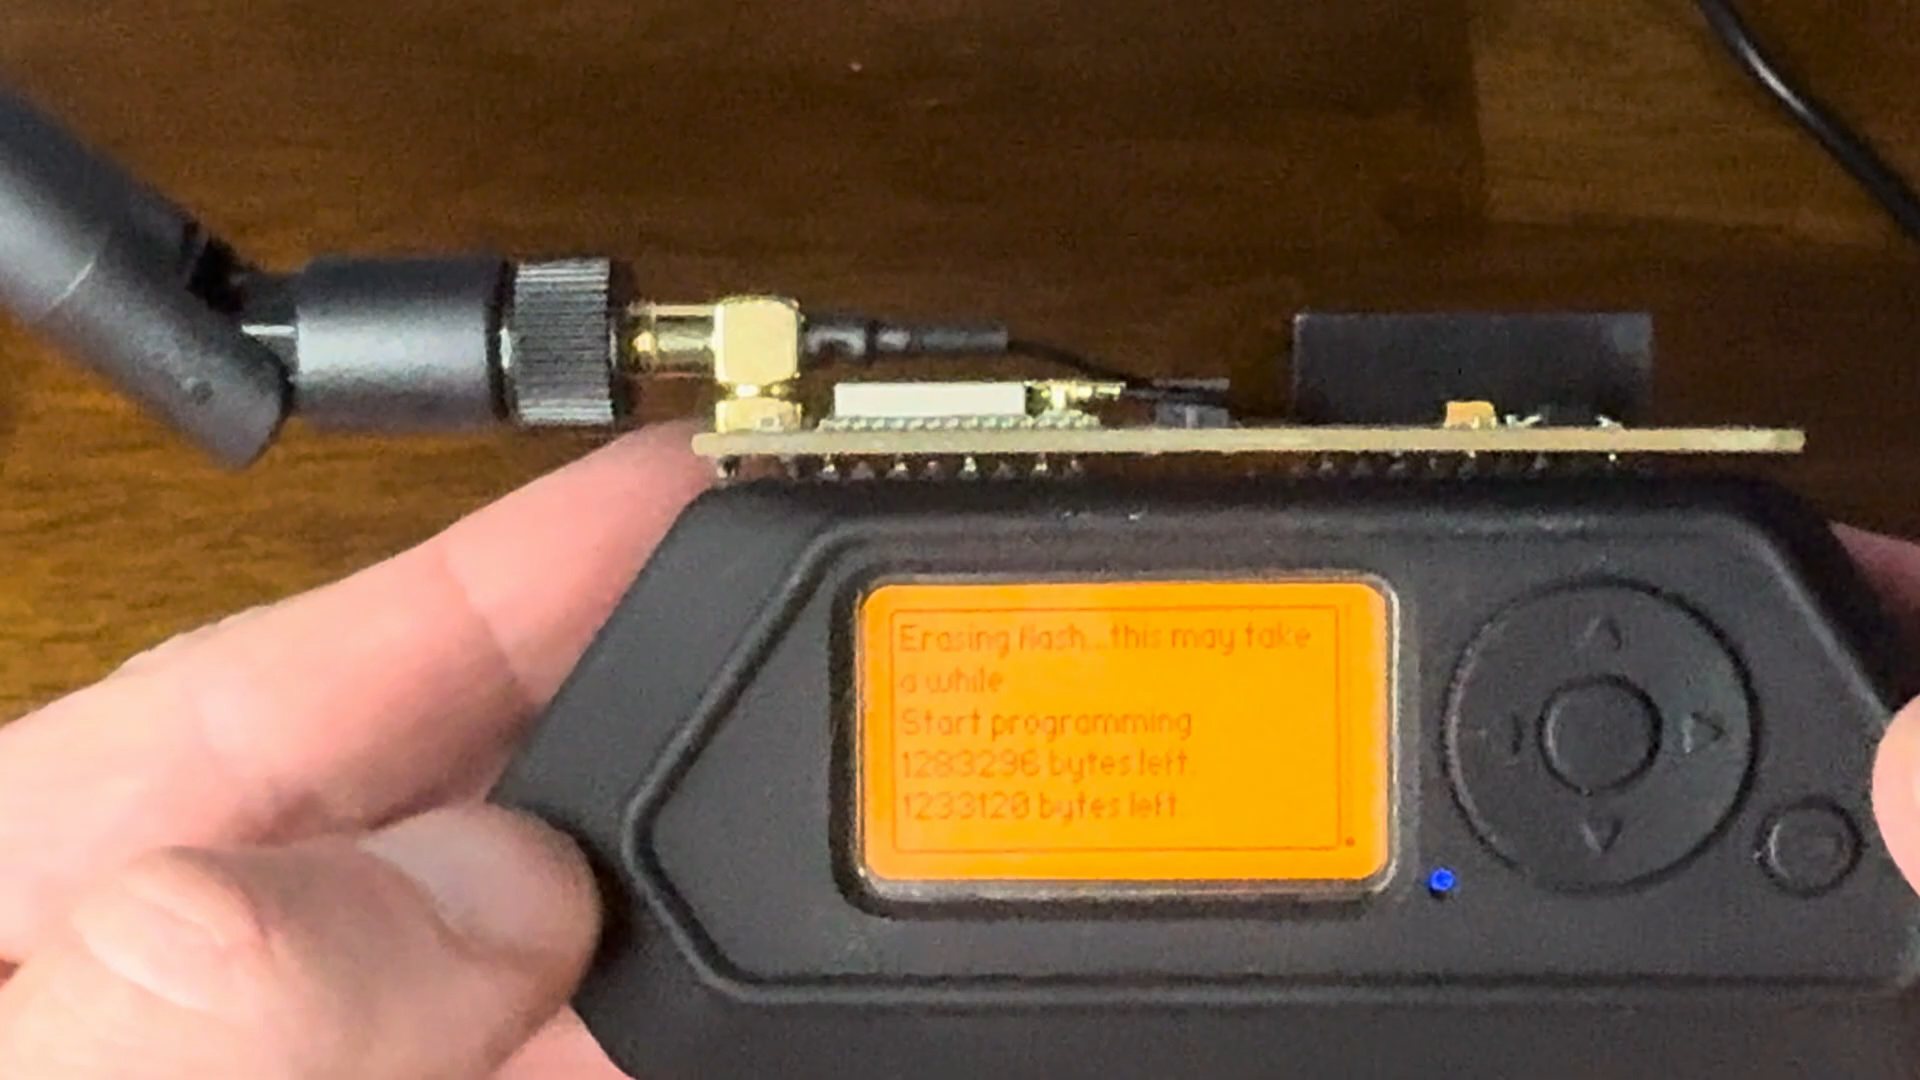 Erasing flash...this may take
a while
Start programming
1283296 bytes left.
1233120 bytes left.